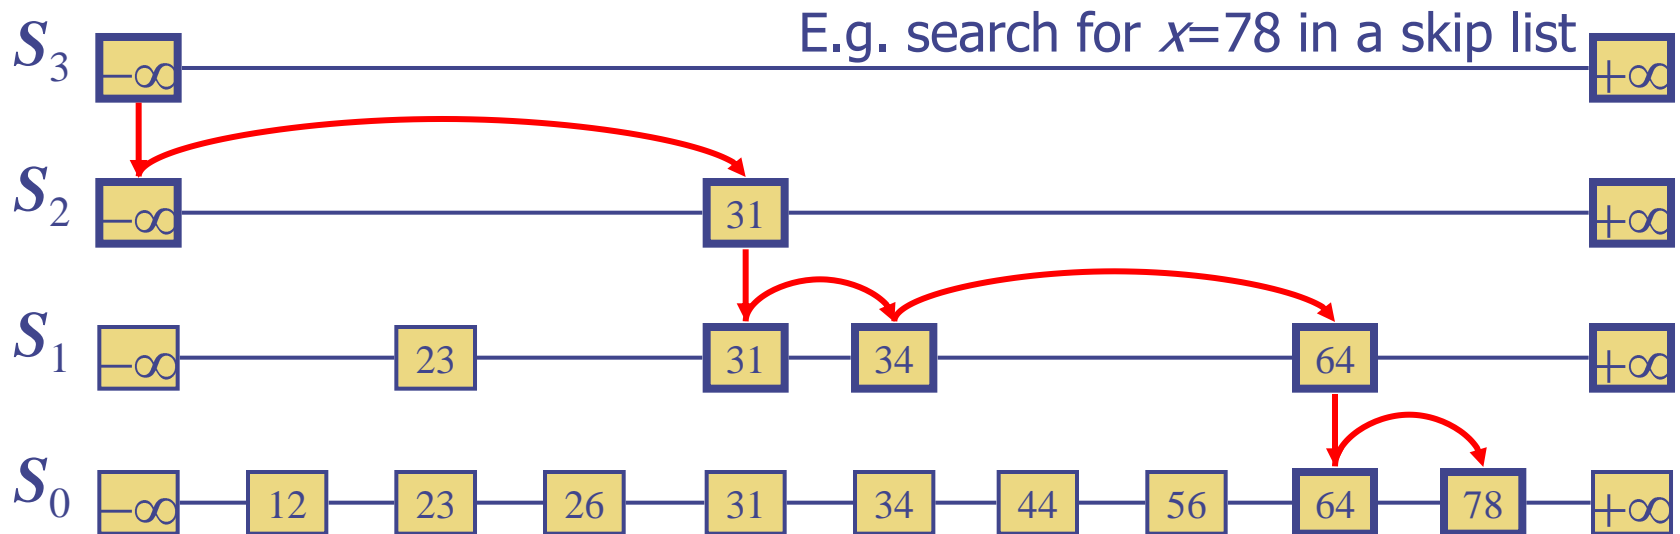 E.g. search for x=78 in a skip list
S3 −∞ +∞
S2 −∞ 31 +∞
S1 −∞ 23 31 34 64 +∞
S0 −∞ 12 23 26 31 34 44 56 64 78 +∞